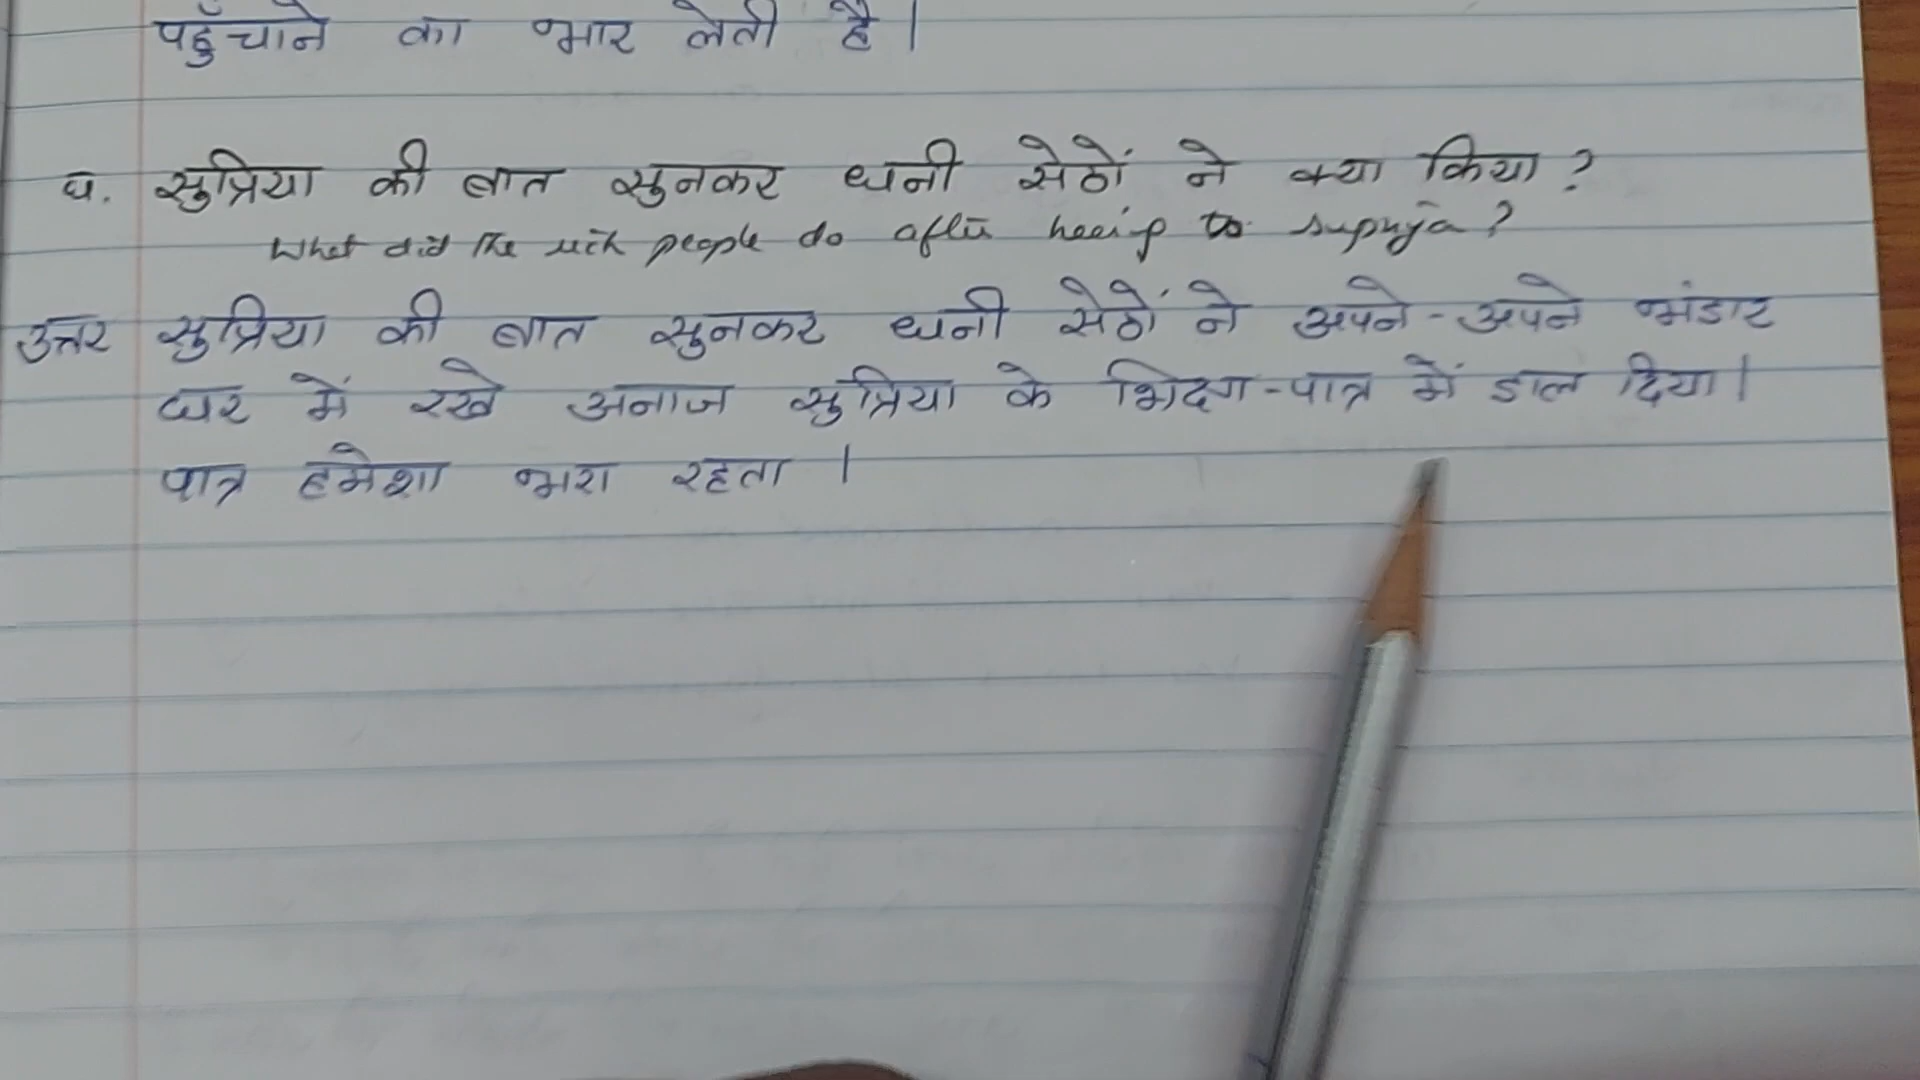 पहुँचाने का भार लेती है।
घ. सुप्रिया की बात सुनकर धनी सेठों ने क्या किया?
What did the rich people do after heeing to supriya?
उत्तर सुप्रिया की बात सुनकर धनी सेठों ने अपने-अपने भंडार
घर में रखे अनाज सुप्रिया के भिक्षा-पात्र में डाल दिया।
पात्र हमेशा भरा रहता।